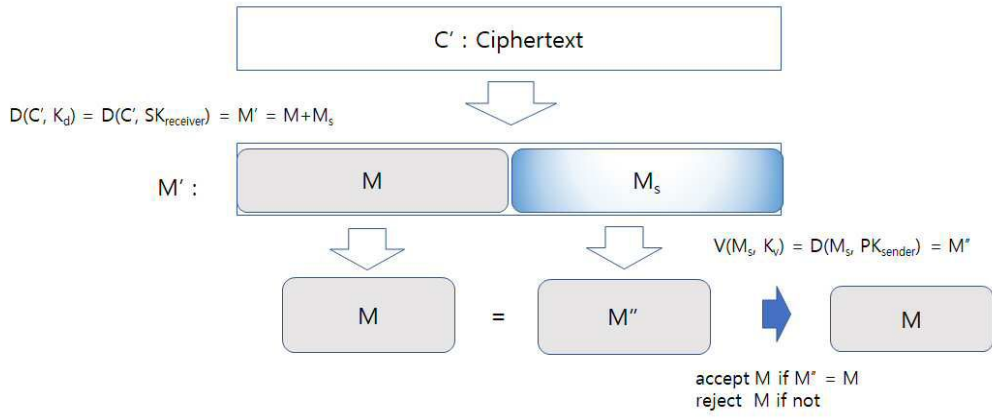 C′ : Ciphertext
D(C′, K_d) = D(C′, SK_receiver) = M′ = M+M_s
M′ :
M
M_s
V(M_s, K_v) = D(M_s, PK_sender) = M″
M
=
M″
M
accept M if M″ = M
reject M if not